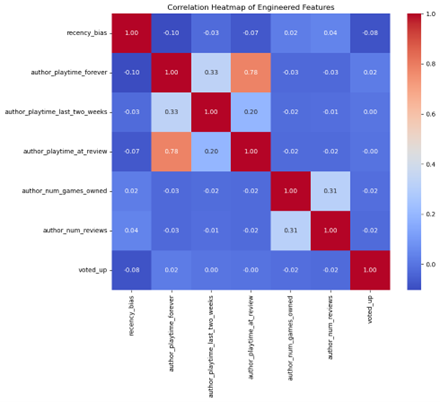 Correlation Heatmap of Engineered Features
recency_bias 1.00 -0.10 -0.03 -0.07 0.02 0.04 -0.08
author_playtime_forever -0.10 1.00 0.33 0.78 -0.03 -0.03 0.02
author_playtime_last_two_weeks -0.03 0.33 1.00 0.20 -0.02 -0.01 0.00
author_playtime_at_review -0.07 0.78 0.20 1.00 -0.02 -0.02 0.00
author_num_games_owned 0.02 -0.03 -0.02 -0.02 1.00 0.31 -0.02
author_num_reviews 0.04 -0.03 -0.01 -0.02 0.31 1.00 -0.02
voted_up -0.08 0.02 0.00 -0.00 -0.02 -0.02 1.00
recency_bias
author_playtime_forever
author_playtime_last_two_weeks
author_playtime_at_review
author_num_games_owned
author_num_reviews
voted_up
1.0
0.8
0.6
0.4
0.2
0.0